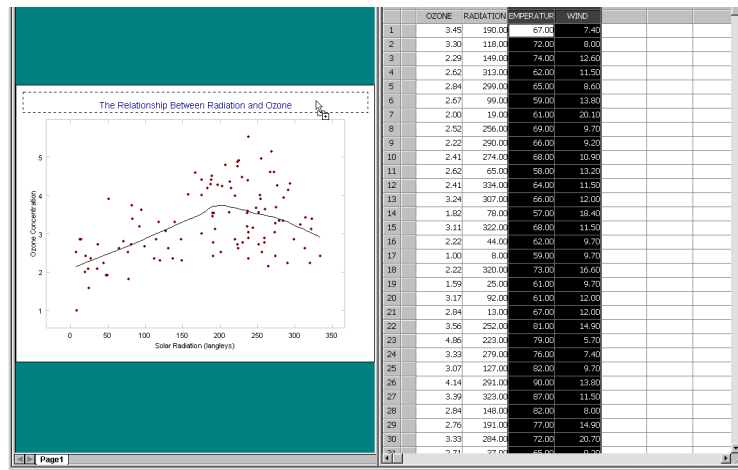 The Relationship Between Radiation and Ozone
Ozone Concentration
5
4
3
2
1
0 50 100 150 200 250 300 350
Solar Radiation (langleys)
Page1
OZONE RADIATION EMPERATUR WIND
1 3.45 190.00 67.00 7.40
2 3.30 118.00 72.00 8.00
3 2.29 149.00 74.00 12.60
4 2.62 313.00 62.00 11.50
5 2.84 299.00 65.00 8.60
6 2.67 99.00 59.00 13.80
7 2.00 19.00 61.00 20.10
8 2.52 256.00 69.00 9.70
9 2.22 290.00 66.00 9.20
10 2.41 274.00 68.00 10.90
11 2.62 65.00 58.00 13.20
12 2.41 334.00 64.00 11.50
13 3.24 307.00 66.00 12.00
14 1.82 78.00 57.00 18.40
15 3.11 322.00 68.00 11.50
16 2.22 44.00 62.00 9.70
17 1.00 8.00 59.00 9.70
18 2.22 320.00 73.00 16.60
19 1.59 25.00 61.00 9.70
20 3.17 92.00 61.00 12.00
21 2.84 13.00 67.00 12.00
22 3.56 252.00 81.00 14.90
23 4.86 223.00 79.00 5.70
24 3.33 279.00 76.00 7.40
25 3.07 127.00 82.00 9.70
26 4.14 291.00 90.00 13.80
27 3.39 323.00 87.00 11.50
28 2.84 148.00 82.00 8.00
29 2.76 191.00 77.00 14.90
30 3.33 284.00 72.00 20.70
31 2.71 37.00 65.00 9.20